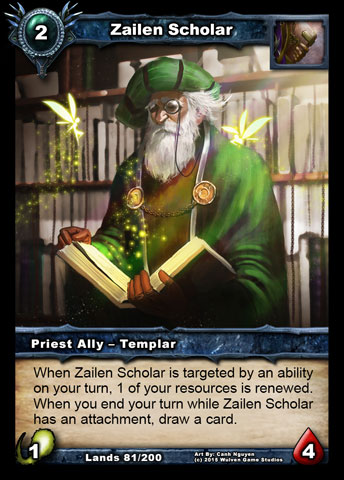 2
Zailen Scholar
Priest Ally – Templar
When Zailen Scholar is targeted by an ability
on your turn, 1 of your resources is renewed.
When you end your turn while Zailen Scholar
has an attachment, draw a card.
1
Lands 81/200
Art By: Canh Nguyen
(c) 2015 Wulven Game Studios
4